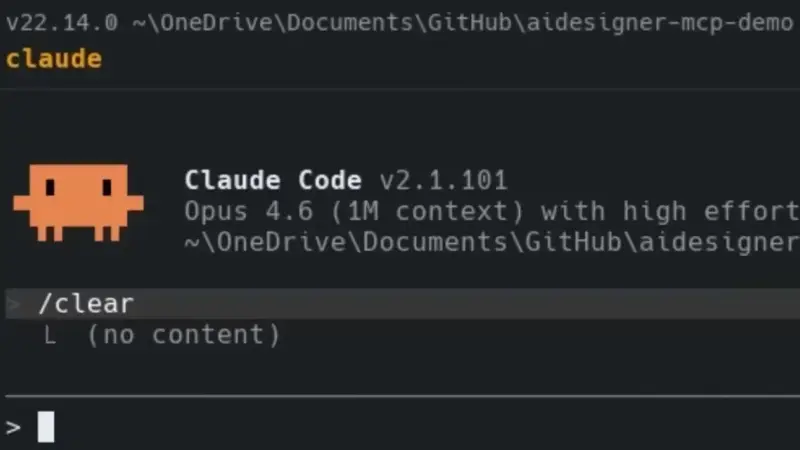 v22.14.0 ~\OneDrive\Documents\GitHub\aidesigner-mcp-demo
claude
Claude Code v2.1.101
Opus 4.6 (1M context) with high effort
~\OneDrive\Documents\GitHub\aidesigner
> /clear
└ (no content)
>